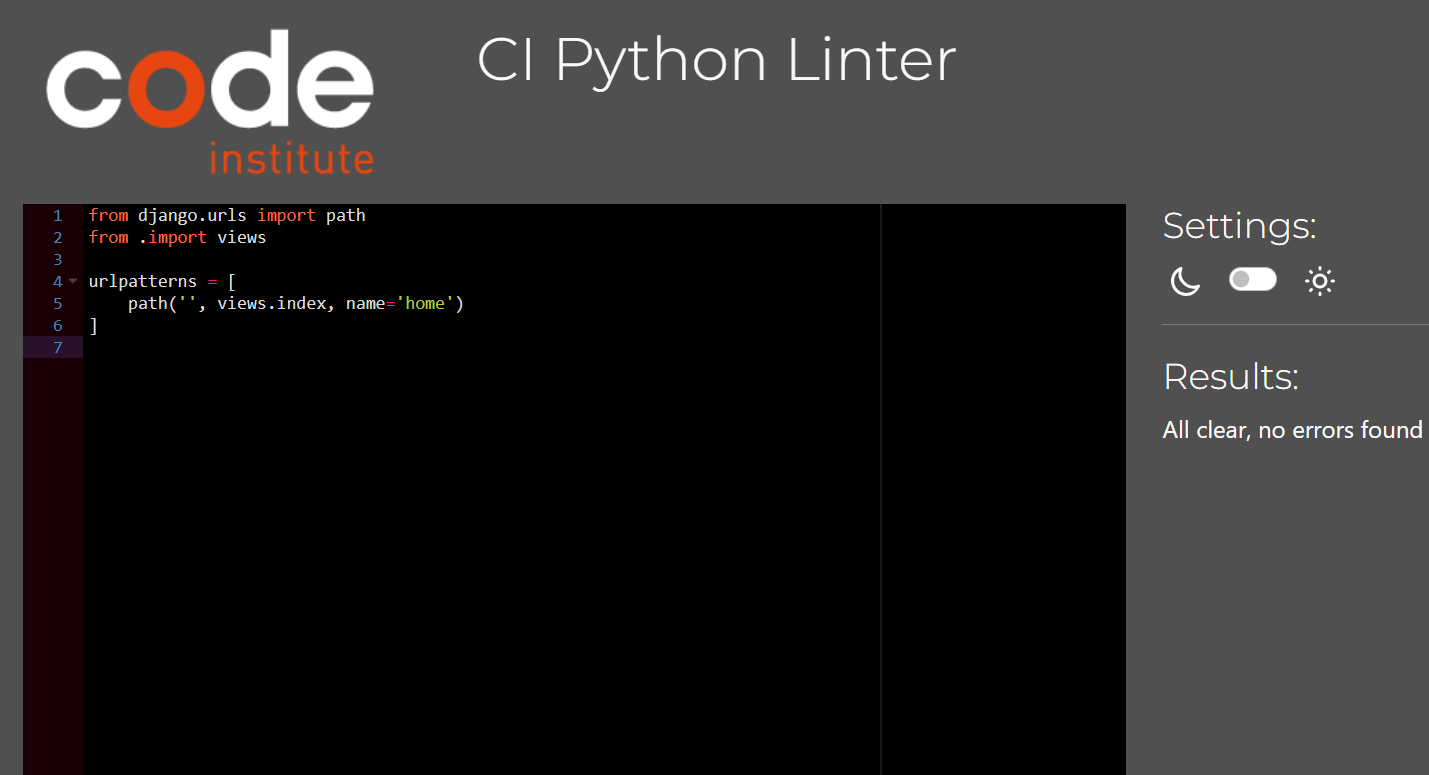 code
institute
CI Python Linter
1 from django.urls import path
2 from .import views
3
4 urlpatterns = [
5     path('', views.index, name='home')
6 ]
7
Settings:
Results:
All clear, no errors found